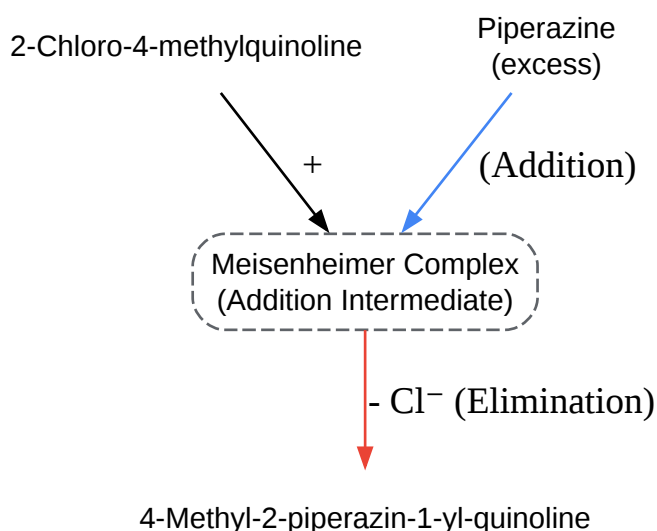 2-Chloro-4-methylquinoline
Piperazine
(excess)
+
(Addition)
Meisenheimer Complex
(Addition Intermediate)
- Cl⁻ (Elimination)
4-Methyl-2-piperazin-1-yl-quinoline